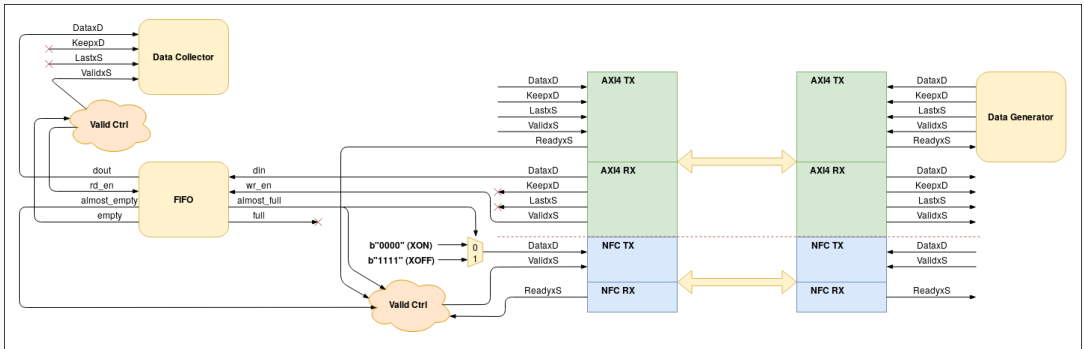 DataxD
KeepxD
LastxS
ValidxS
Data Collector
Valid Ctrl
dout
rd_en
almost_empty
empty
FIFO
din
wr_en
almost_full
full
b"0000" (XON)
b"1111" (XOFF)
0
1
Valid Ctrl
DataxD
KeepxD
LastxS
ValidxS
ReadyxS
DataxD
KeepxD
LastxS
ValidxS
DataxD
ValidxS
ReadyxS
AXI4 TX
AXI4 RX
NFC TX
NFC RX
AXI4 TX
AXI4 RX
NFC TX
NFC RX
DataxD
KeepxD
LastxS
ValidxS
ReadyxS
DataxD
KeepxD
LastxS
ValidxS
DataxD
ValidxS
ReadyxS
Data Generator